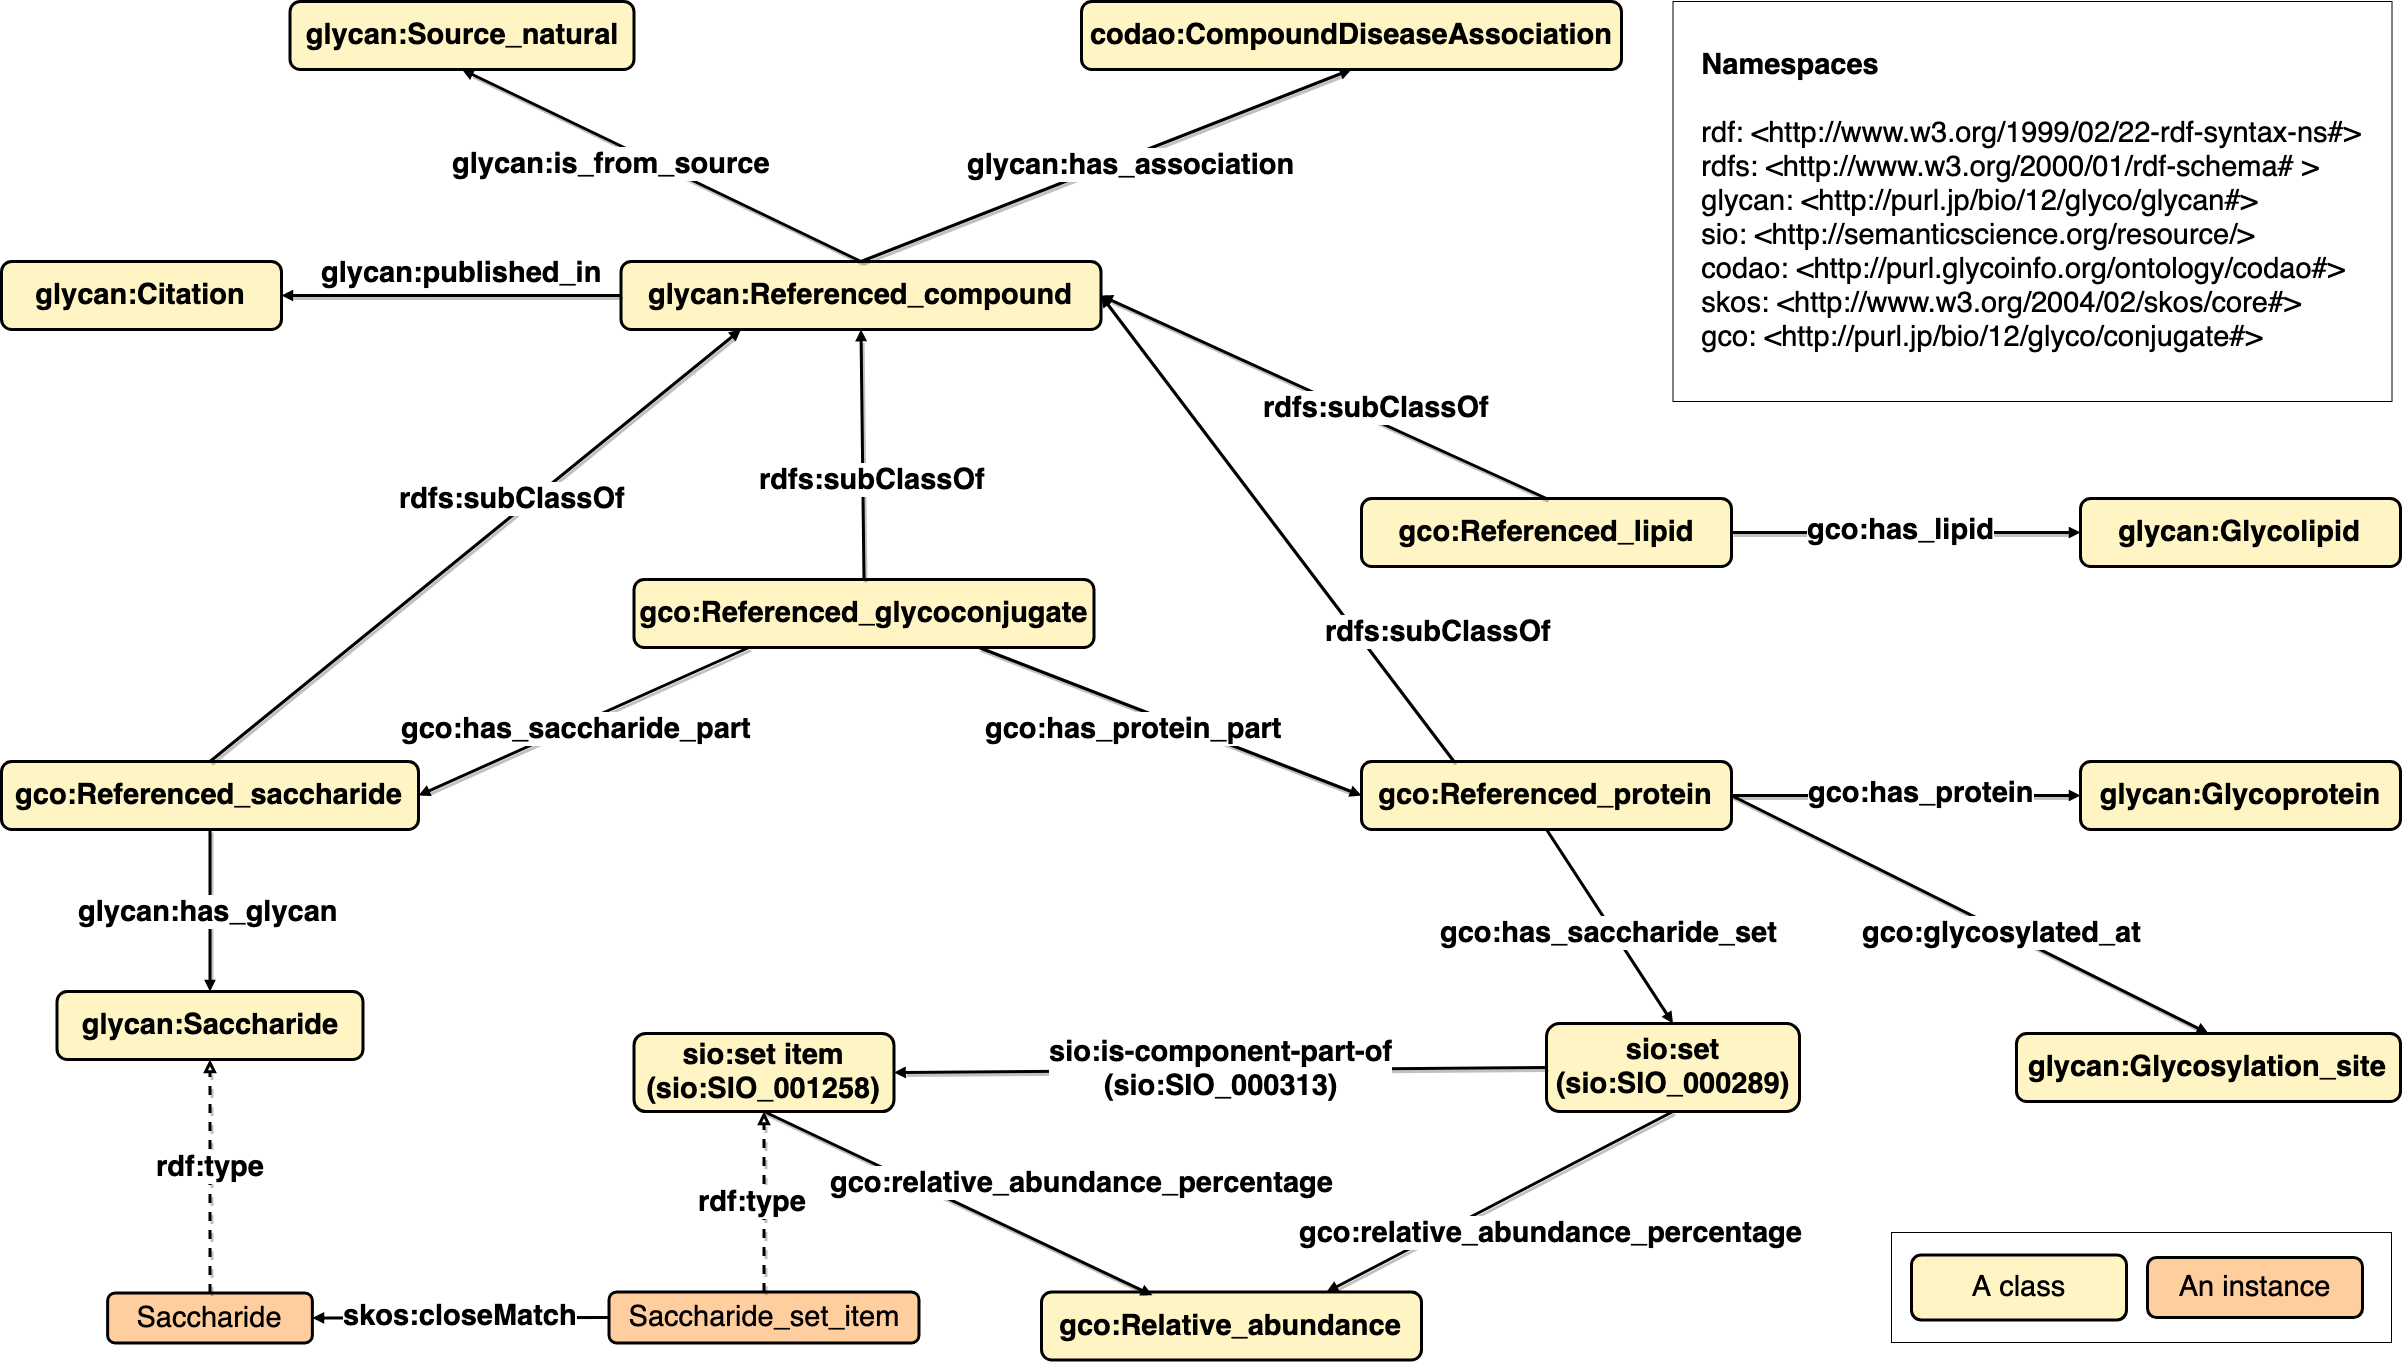 glycan:Source_natural
codao:CompoundDiseaseAssociation
Namespaces
rdf: <http://www.w3.org/1999/02/22-rdf-syntax-ns#>
rdfs: <http://www.w3.org/2000/01/rdf-schema# >
glycan: <http://purl.jp/bio/12/glyco/glycan#>
sio: <http://semanticscience.org/resource/>
codao: <http://purl.glycoinfo.org/ontology/codao#>
skos: <http://www.w3.org/2004/02/skos/core#>
gco: <http://purl.jp/bio/12/glyco/conjugate#>
glycan:is_from_source
glycan:has_association
glycan:Citation
glycan:published_in
glycan:Referenced_compound
rdfs:subClassOf
rdfs:subClassOf
rdfs:subClassOf
gco:Referenced_lipid
gco:has_lipid
glycan:Glycolipid
gco:Referenced_glycoconjugate
rdfs:subClassOf
gco:has_saccharide_part
gco:has_protein_part
gco:Referenced_saccharide
gco:Referenced_protein
gco:has_protein
glycan:Glycoprotein
glycan:has_glycan
gco:has_saccharide_set
gco:glycosylated_at
glycan:Saccharide
sio:set item
(sio:SIO_001258)
sio:is-component-part-of
(sio:SIO_000313)
sio:set
(sio:SIO_000289)
glycan:Glycosylation_site
rdf:type
rdf:type
gco:relative_abundance_percentage
gco:relative_abundance_percentage
Saccharide
skos:closeMatch
Saccharide_set_item
gco:Relative_abundance
A class
An instance